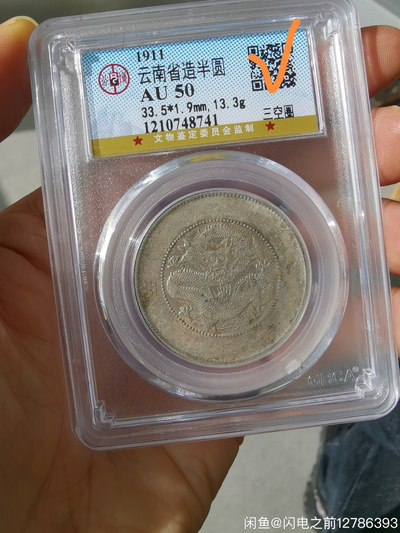 1911
云南省造半圆
AU 50
33.5*1.9mm,13.3g
1210748741
三空圈
文物鉴定委员会监制
闲鱼@闪电之前12786393